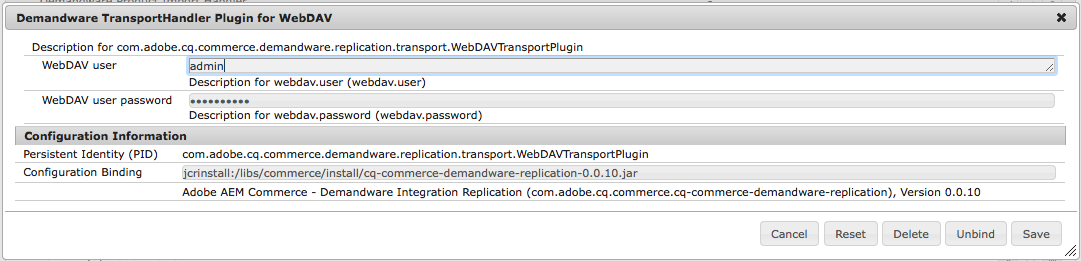 Demandware TransportHandler Plugin for WebDAV
Description for com.adobe.cq.commerce.demandware.replication.transport.WebDAVTransportPlugin
WebDAV user
admin
Description for webdav.user (webdav.user)
WebDAV user password
••••••••••
Description for webdav.password (webdav.password)
Configuration Information
Persistent Identity (PID) com.adobe.cq.commerce.demandware.replication.transport.WebDAVTransportPlugin
Configuration Binding jcrinstall:/libs/commerce/install/cq-commerce-demandware-replication-0.0.10.jar
Adobe AEM Commerce - Demandware Integration Replication (com.adobe.cq.commerce.cq-commerce-demandware-replication), Version 0.0.10
Cancel Reset Delete Unbind Save